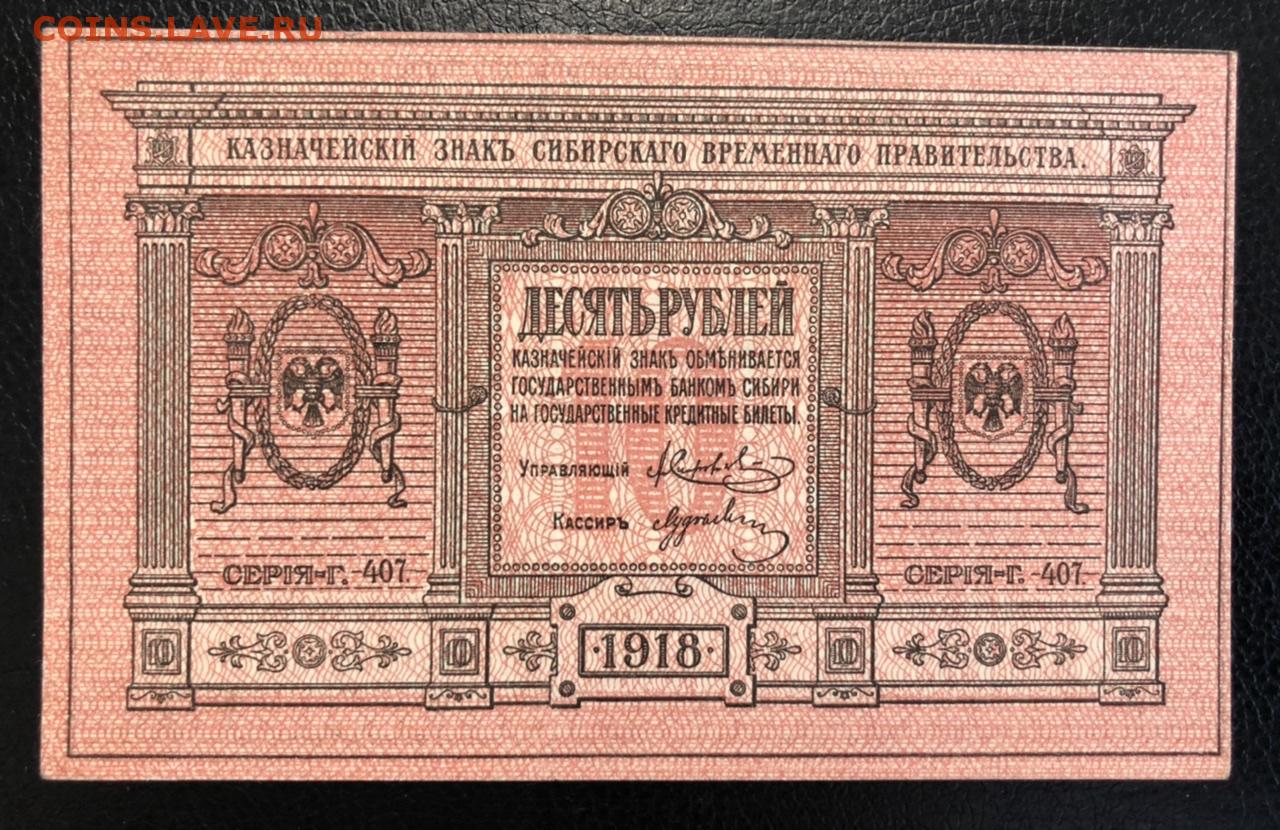 COINS.LAVE.RU
КАЗНАЧЕЙСКІЙ ЗНАКЪ СИБИРСКАГО ВРЕМЕННАГО ПРАВИТЕЛЬСТВА.
ДЕСЯТЬ РУБЛЕЙ
КАЗНАЧЕЙСКІЙ ЗНАКЪ ОБМѢНИВАЕТСЯ
ГОСУДАРСТВЕННЫМЪ БАНКОМЪ СИБИРИ
НА ГОСУДАРСТВЕННЫЕ КРЕДИТНЫЕ БИЛЕТЫ.
10
УПРАВЛЯЮЩІЙ
КАССИРЪ
СЕРІЯ-Г. -407. СЕРІЯ-Г. -407.
10 10 ·1918· 10 10